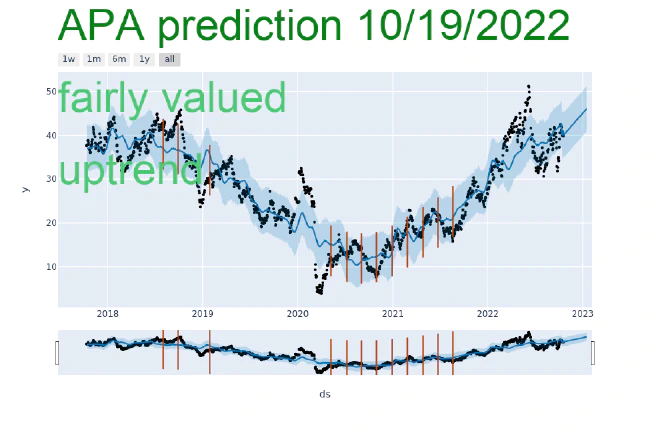 APA prediction 10/19/2022
1w 1m 6m 1y all
fairly valued
uptrend
50
40
30
20
10
y
2018 2019 2020 2021 2022 2023
ds